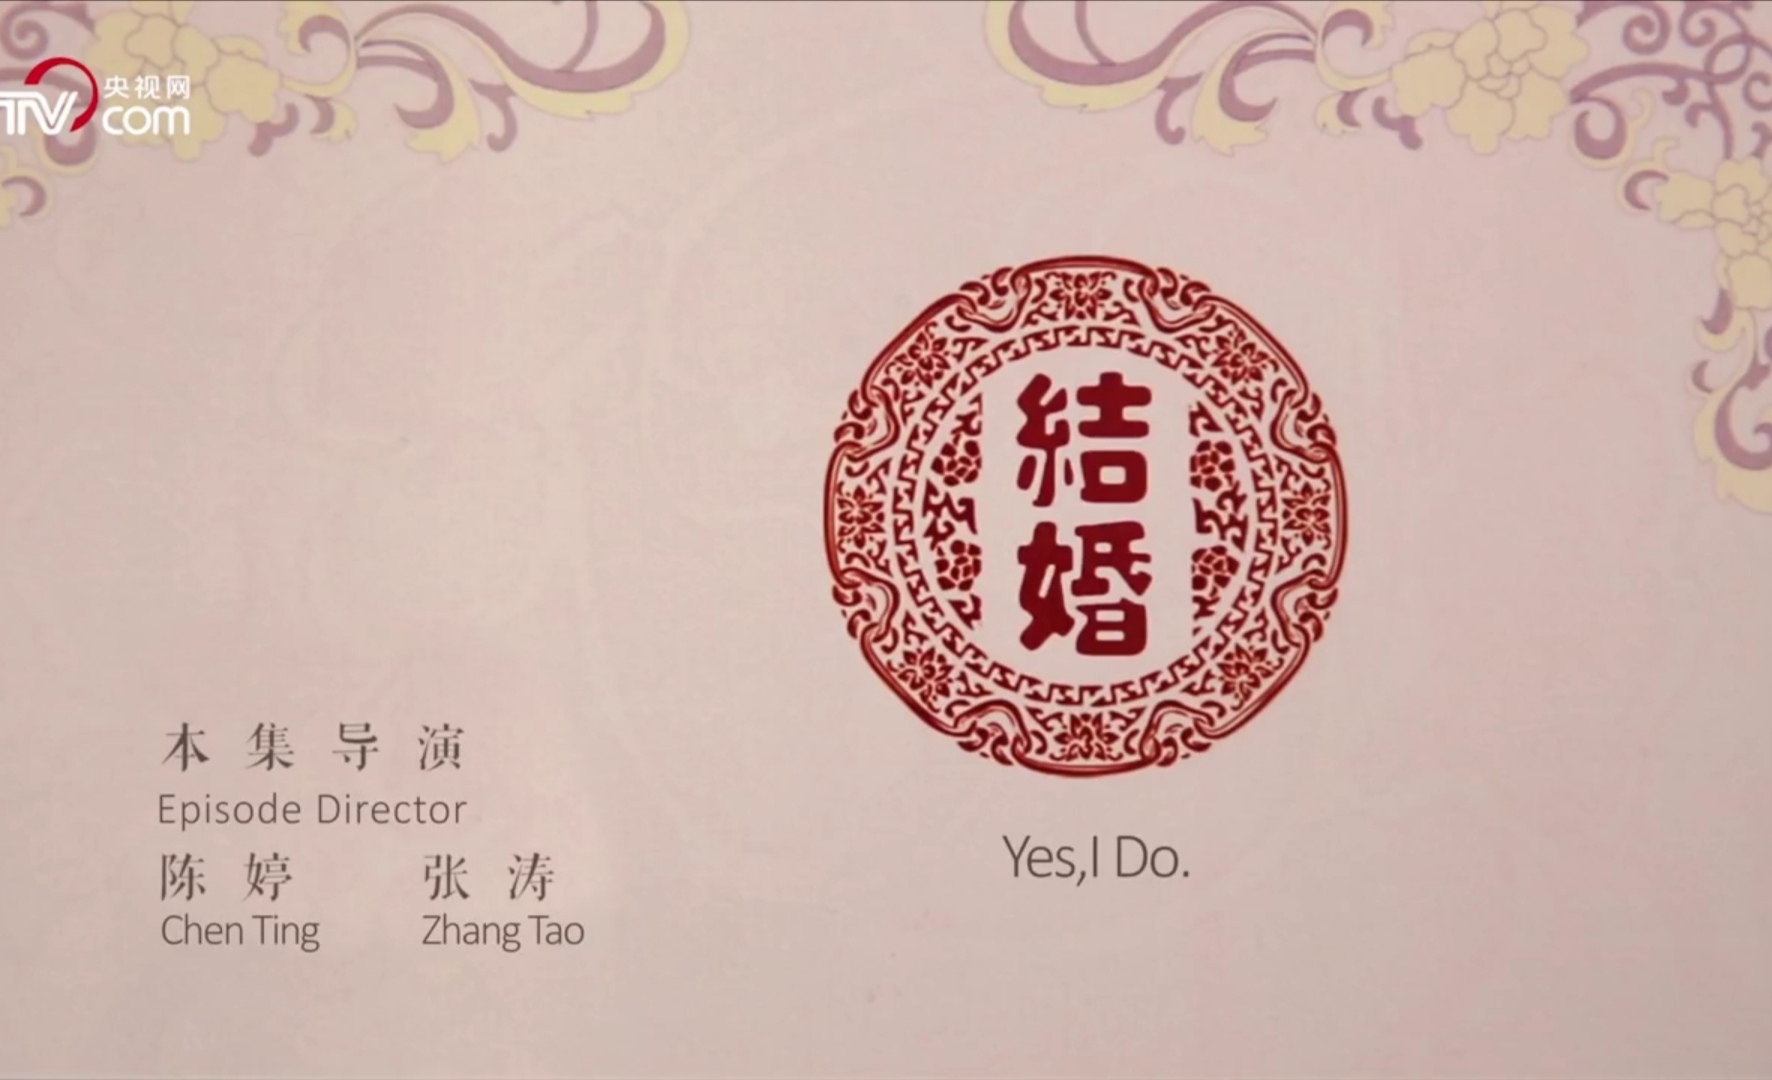 央视网
TV com
結婚
Yes,I Do.
本集导演
Episode Director
陈婷 张涛
Chen Ting Zhang Tao